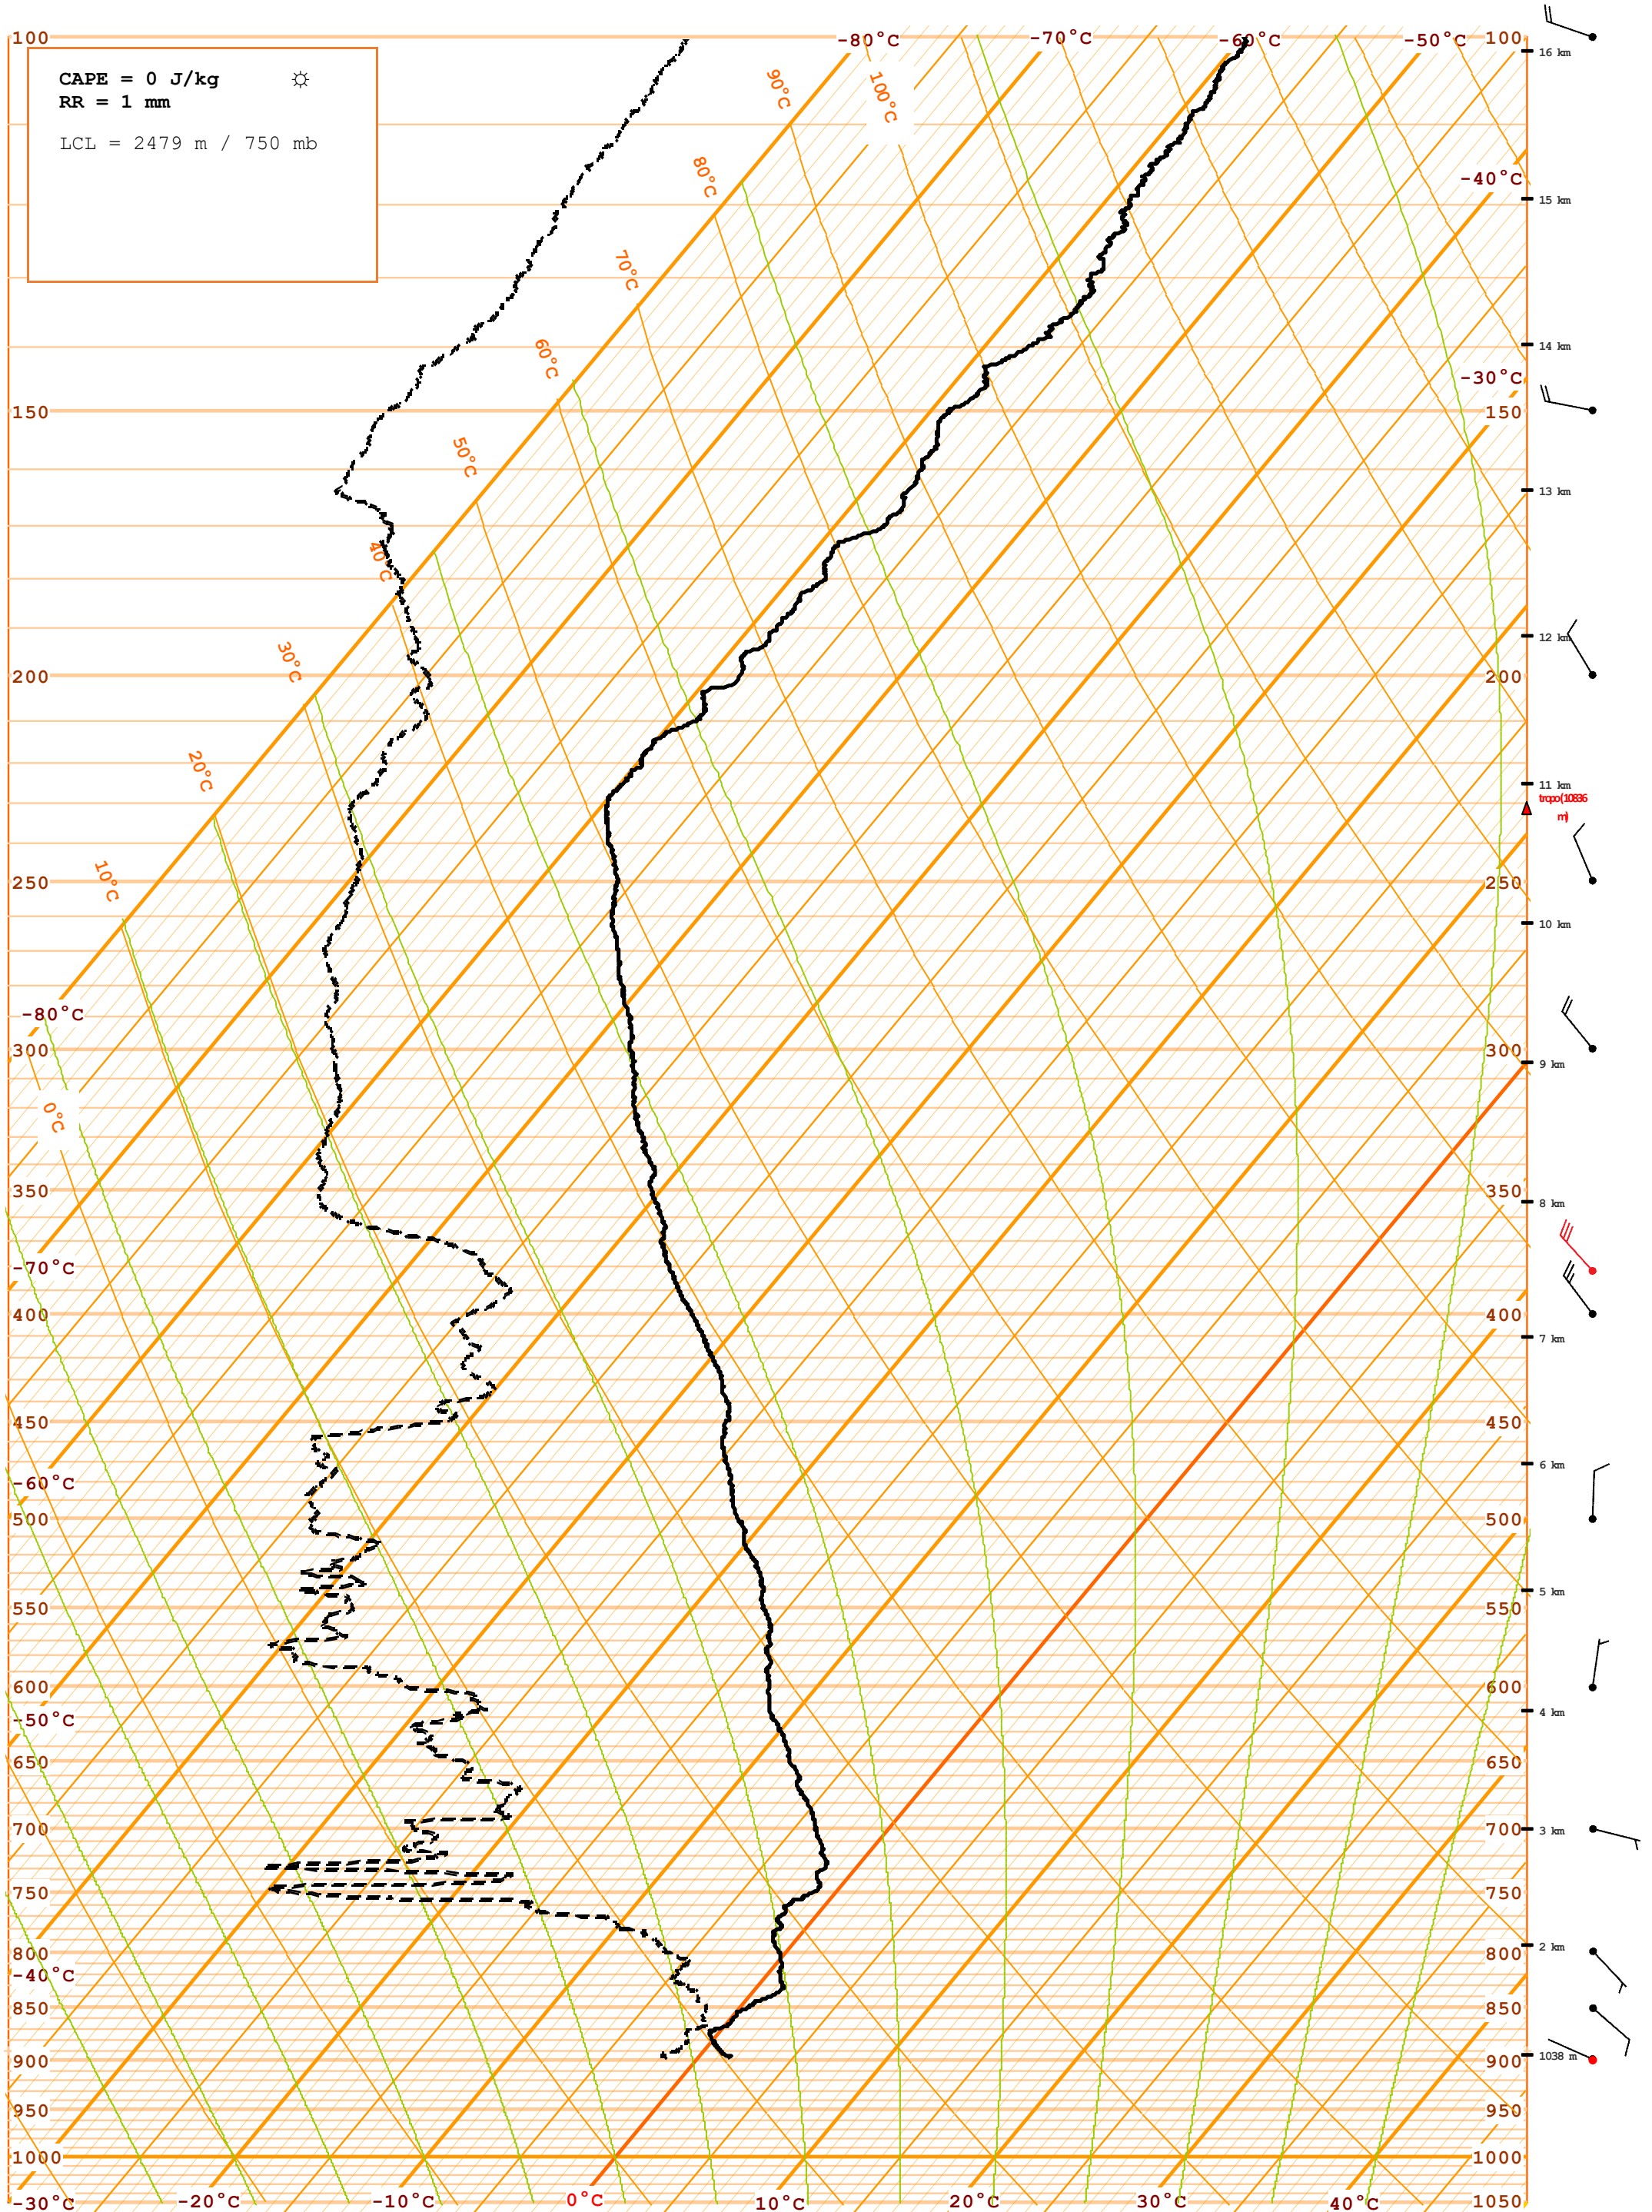 100 -80°C -70°C -60°C -50°C 100
16 km
CAPE = 0 J/kg ☼
RR = 1 mm
LCL = 2479 m / 750 mb
90°C 100°C
80°C -40°C
15 km
70°C
60°C 14 km
-30°C
150 150
50°C
13 km
40°C
12 km
30°C
200 200
20°C 11 km
tropo(10836
m)
10°C
250 250
10 km
-80°C
300 300
9 km
0°C
350 350
8 km
-70°C
400 400
7 km
450 450
6 km
-60°C
500 500
5 km
550 550
600 600
4 km
-50°C
650 650
700 700
3 km
750 750
2 km
800 800
-40°C
850 850
1038 m
900 900
950 950
1000 1000
-30°C -20°C -10°C 0°C 10°C 20°C 30°C 40°C 1050